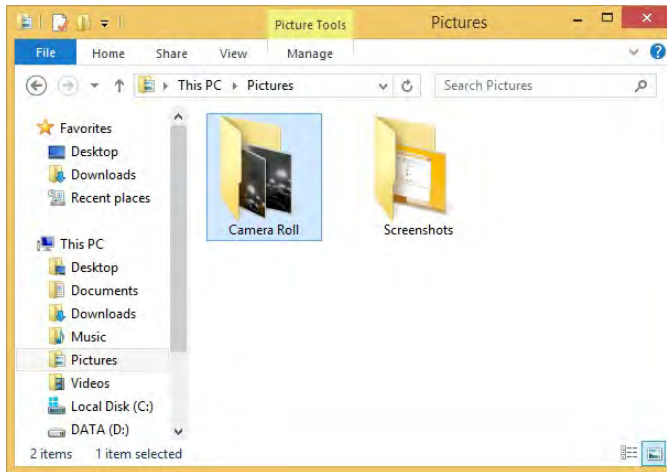 Picture Tools
Pictures
File Home Share View Manage
This PC Pictures
Search Pictures
Favorites
Desktop
Downloads
Recent places
This PC
Desktop
Documents
Downloads
Music
Pictures
Videos
Local Disk (C:)
DATA (D:)
Camera Roll
Screenshots
2 items 1 item selected